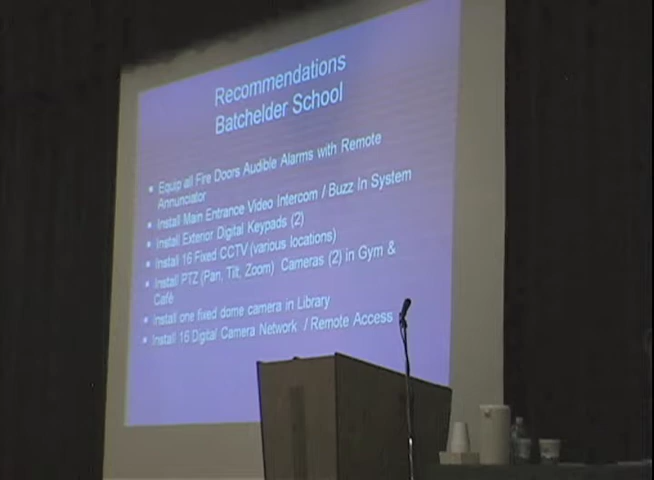 Recommendations
Batchelder School
Equip all Fire Doors Audible Alarms with Remote
Annunciator
Install Main Entrance Video Intercom / Buzz In System
Install Exterior Digital Keypads (2)
Install 16 Fixed CCTV (various locations)
Install PTZ (Pan, Tilt, Zoom) Cameras (2) in Gym &
Café
Install one fixed dome camera in Library
Install 16 Digital Camera Network / Remote Access